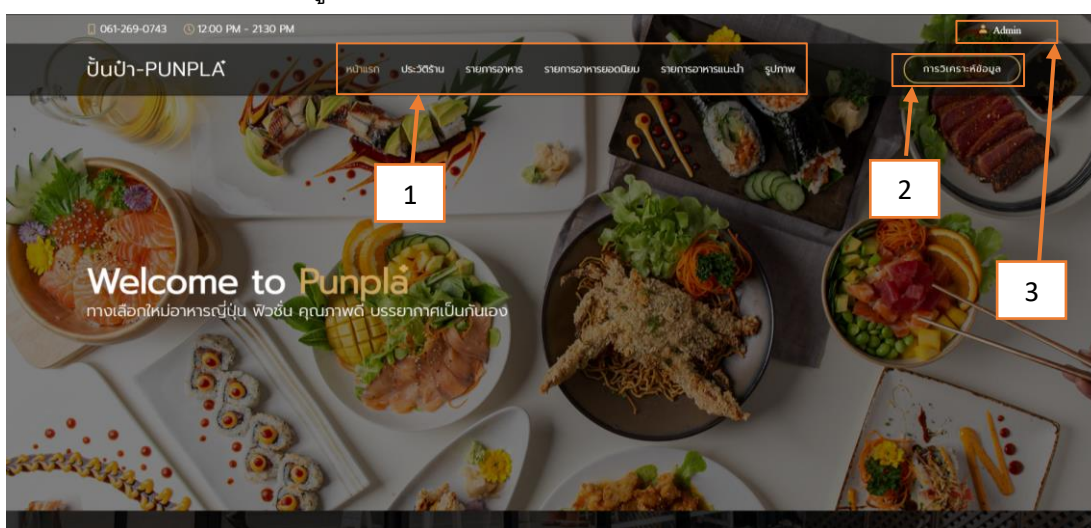 061-269-0743 12:00 PM - 21:30 PM Admin
ปั้นป๋า-PUNPLA
หน้าแรก ประวัติร้าน รายการอาหาร รายการอาหารยอดนิยม รายการอาหารแนะนำ รูปภาพ การวิเคราะห์ข้อมูล
1
2
3
Welcome to Punpla
ทางเลือกใหม่อาหารญี่ปุ่น ฟิวชั่น คุณภาพดี บรรยากาศเป็นกันเอง